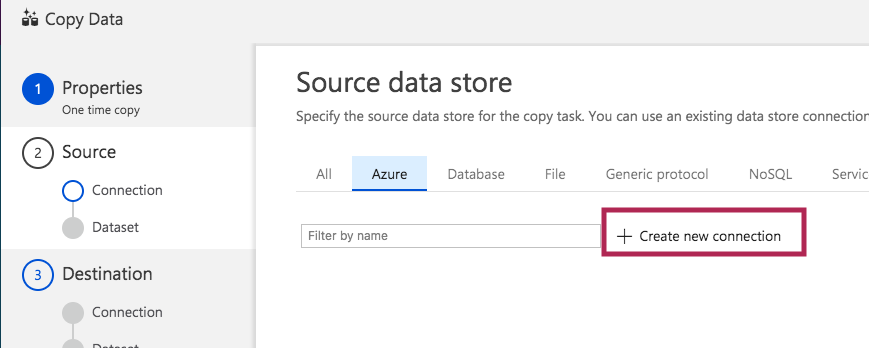 Copy Data
1
Properties
One time copy
2
Source
Connection
Dataset
3
Destination
Connection
Dataset
Source data store
Specify the source data store for the copy task. You can use an existing data store connection
All Azure Database File Generic protocol NoSQL Servic
Filter by name
+ Create new connection